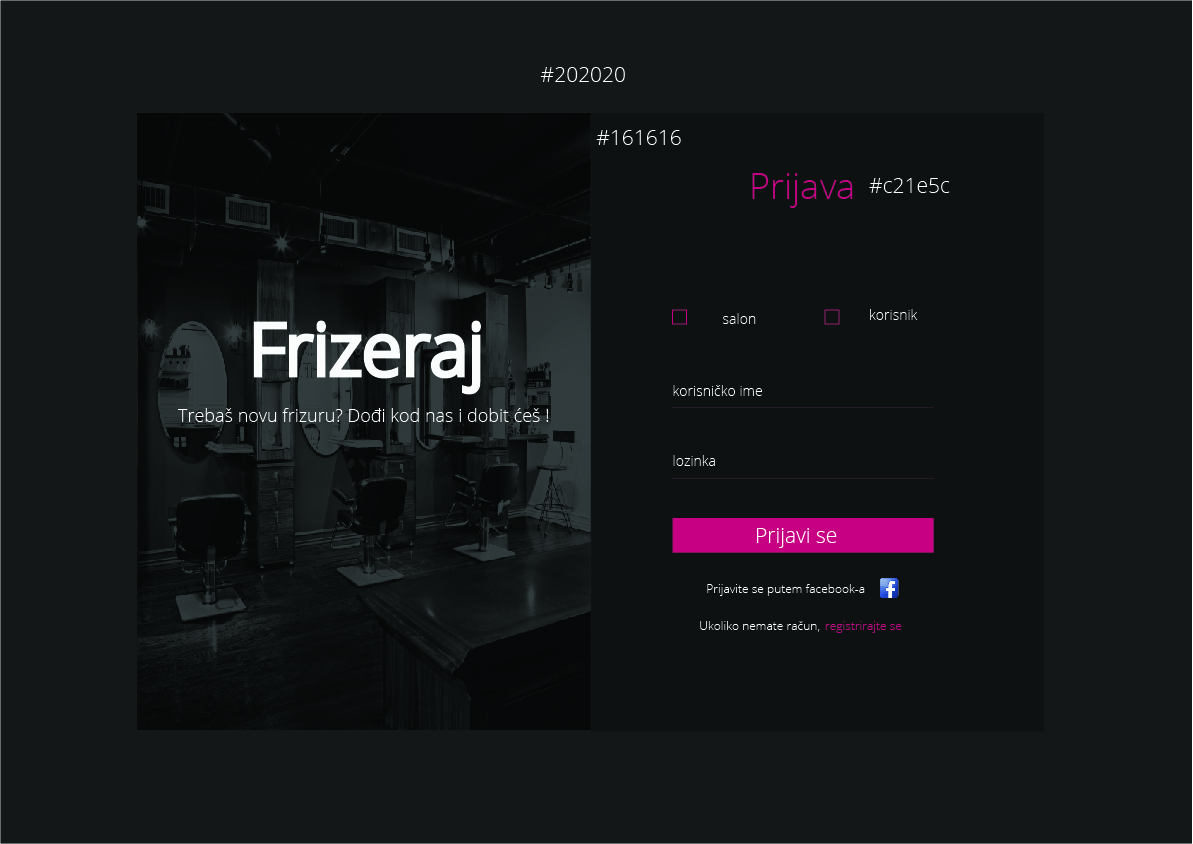 #202020
#161616
Prijava #c21e5c
Frizeraj
Trebaš novu frizuru? Dođi kod nas i dobit ćeš !
salon
korisnik
korisničko ime
lozinka
Prijavi se
Prijavite se putem facebook-a
Ukoliko nemate račun, registrirajte se